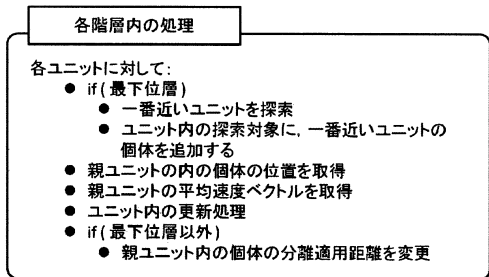 各階層内の処理
各ユニットに対して:
● if ( 最下位層 )
● 一番近いユニットを探索
● ユニット内の探索対象に, 一番近いユニットの
個体を追加する
● 親ユニットの内の個体の位置を取得
● 親ユニットの平均速度ベクトルを取得
● ユニット内の更新処理
● if ( 最下位層以外 )
● 親ユニット内の個体の分離適用距離を変更